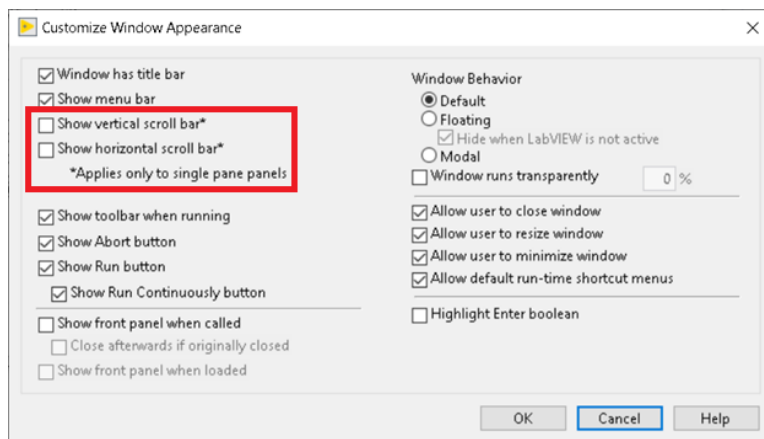 Customize Window Appearance
Window has title bar
Show menu bar
Show vertical scroll bar*
Show horizontal scroll bar*
*Applies only to single pane panels
Show toolbar when running
Show Abort button
Show Run button
Show Run Continuously button
Show front panel when called
Close afterwards if originally closed
Show front panel when loaded
Window Behavior
Default
Floating
Hide when LabVIEW is not active
Modal
Window runs transparently
0 %
Allow user to close window
Allow user to resize window
Allow user to minimize window
Allow default run-time shortcut menus
Highlight Enter boolean
OK Cancel Help